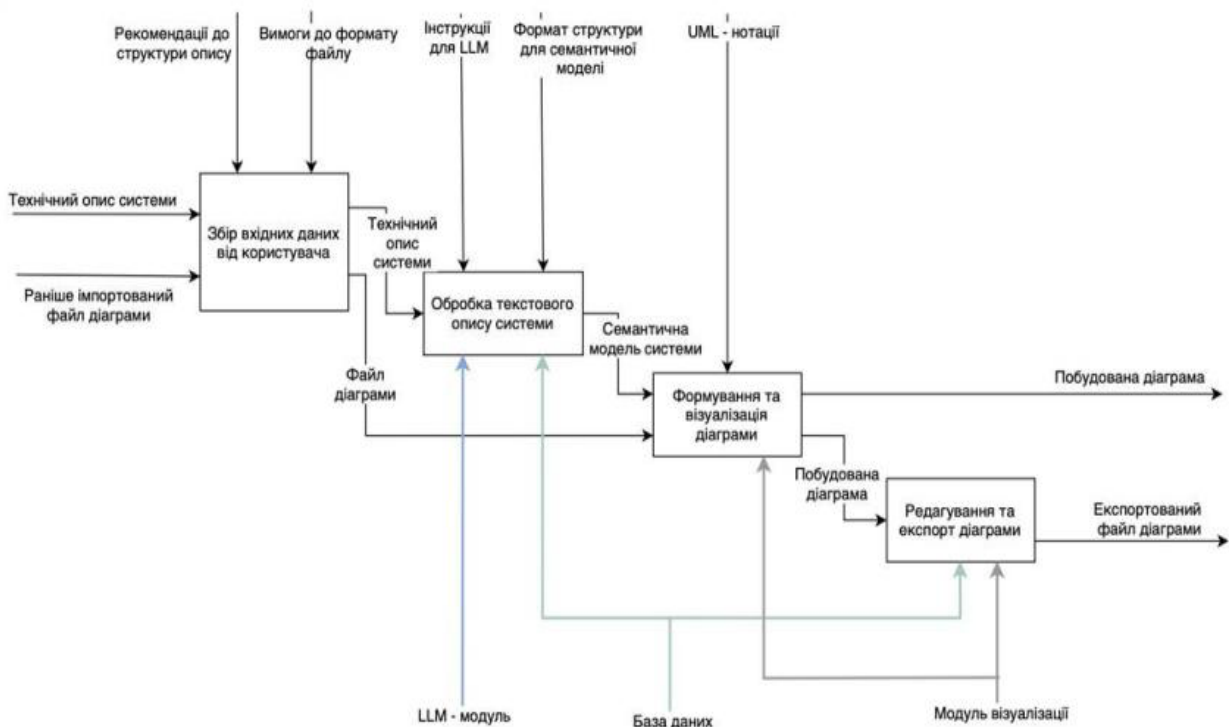 Рекомендації до
структури опису
Вимоги до формату
файлу
Інструкції
для LLM
Формат структури
для семантичної
моделі
UML - нотації
Технічний опис системи
Раніше імпортований
файл діаграми
Збір вхідних даних
від користувача
Технічний
опис
системи
Обробка текстового
опису системи
Семантична
модель системи
Файл
діаграми
Формування та
візуалізація
діаграми
Побудована діаграма
Побудована
діаграма
Редагування та
експорт діаграми
Експортований
файл діаграми
LLM - модуль
База даних
Модуль візуалізації